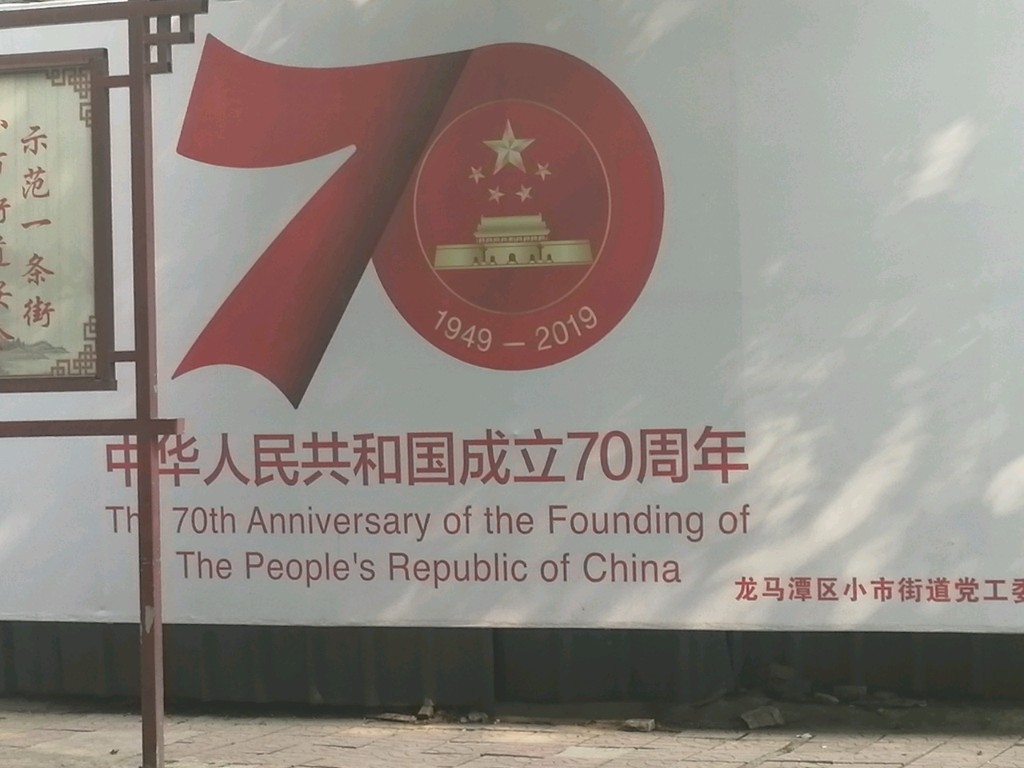 示范一条街
1949 – 2019
中华人民共和国成立70周年
The 70th Anniversary of the Founding of
The People's Republic of China
龙马潭区小市街道党工委